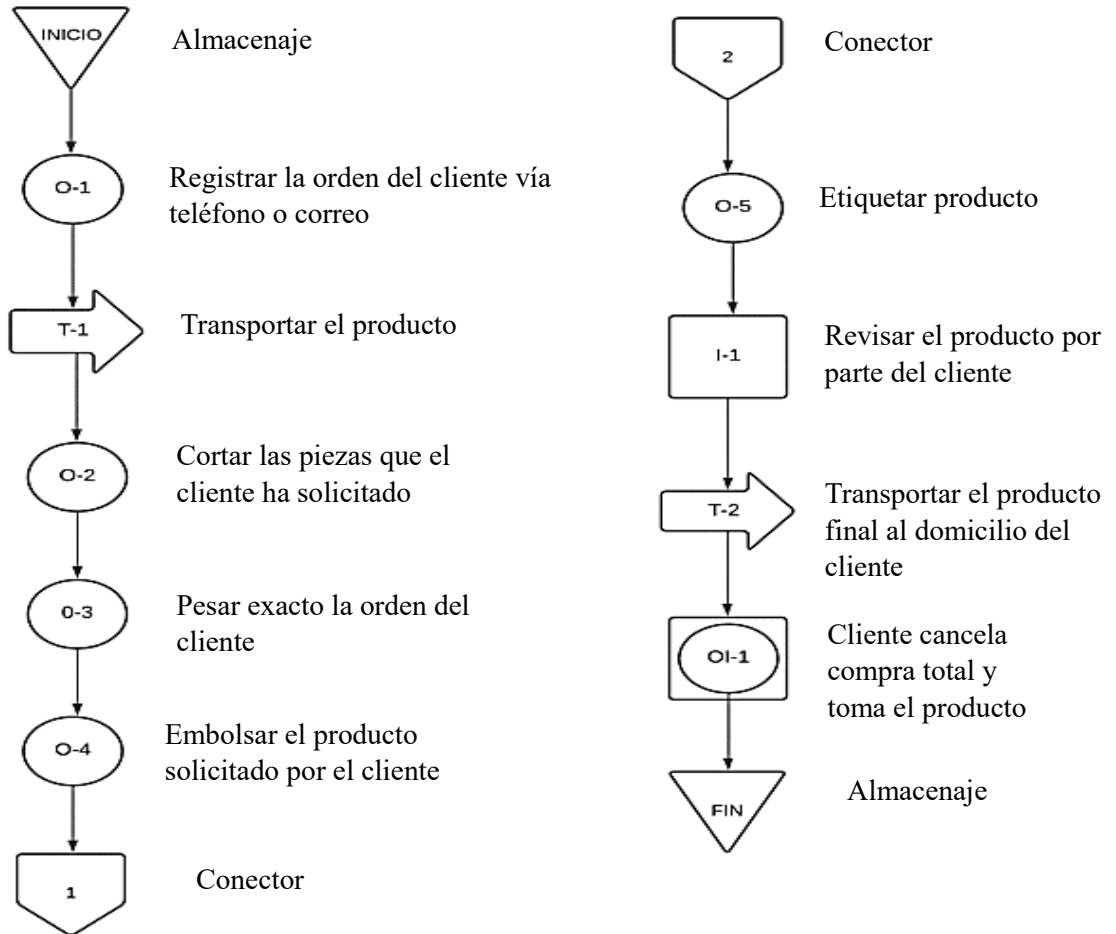 INICIO
Almacenaje
O-1
Registrar la orden del cliente vía
teléfono o correo
T-1
Transportar el producto
O-2
Cortar las piezas que el
cliente ha solicitado
0-3
Pesar exacto la orden del
cliente
O-4
Embolsar el producto
solicitado por el cliente
1
Conector
2
Conector
O-5
Etiquetar producto
I-1
Revisar el producto por
parte del cliente
T-2
Transportar el producto
final al domicilio del
cliente
OI-1
Cliente cancela
compra total y
toma el producto
FIN
Almacenaje